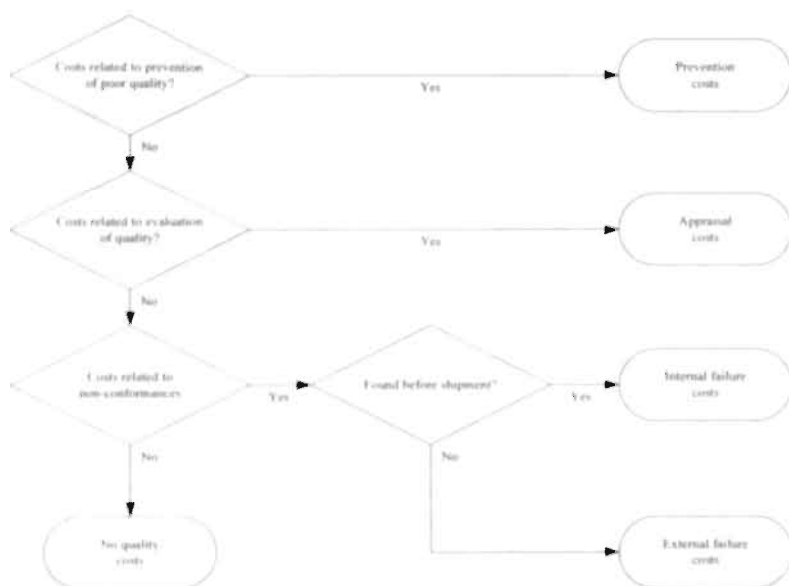 Costs related to prevention
of poor quality?
Yes
Prevention
costs
No
Costs related to evaluation
of quality?
Yes
Appraisal
costs
No
Costs related to
non-conformances
Yes
Found before shipment?
Yes
Internal failure
costs
No
No
No quality
costs
External failure
costs